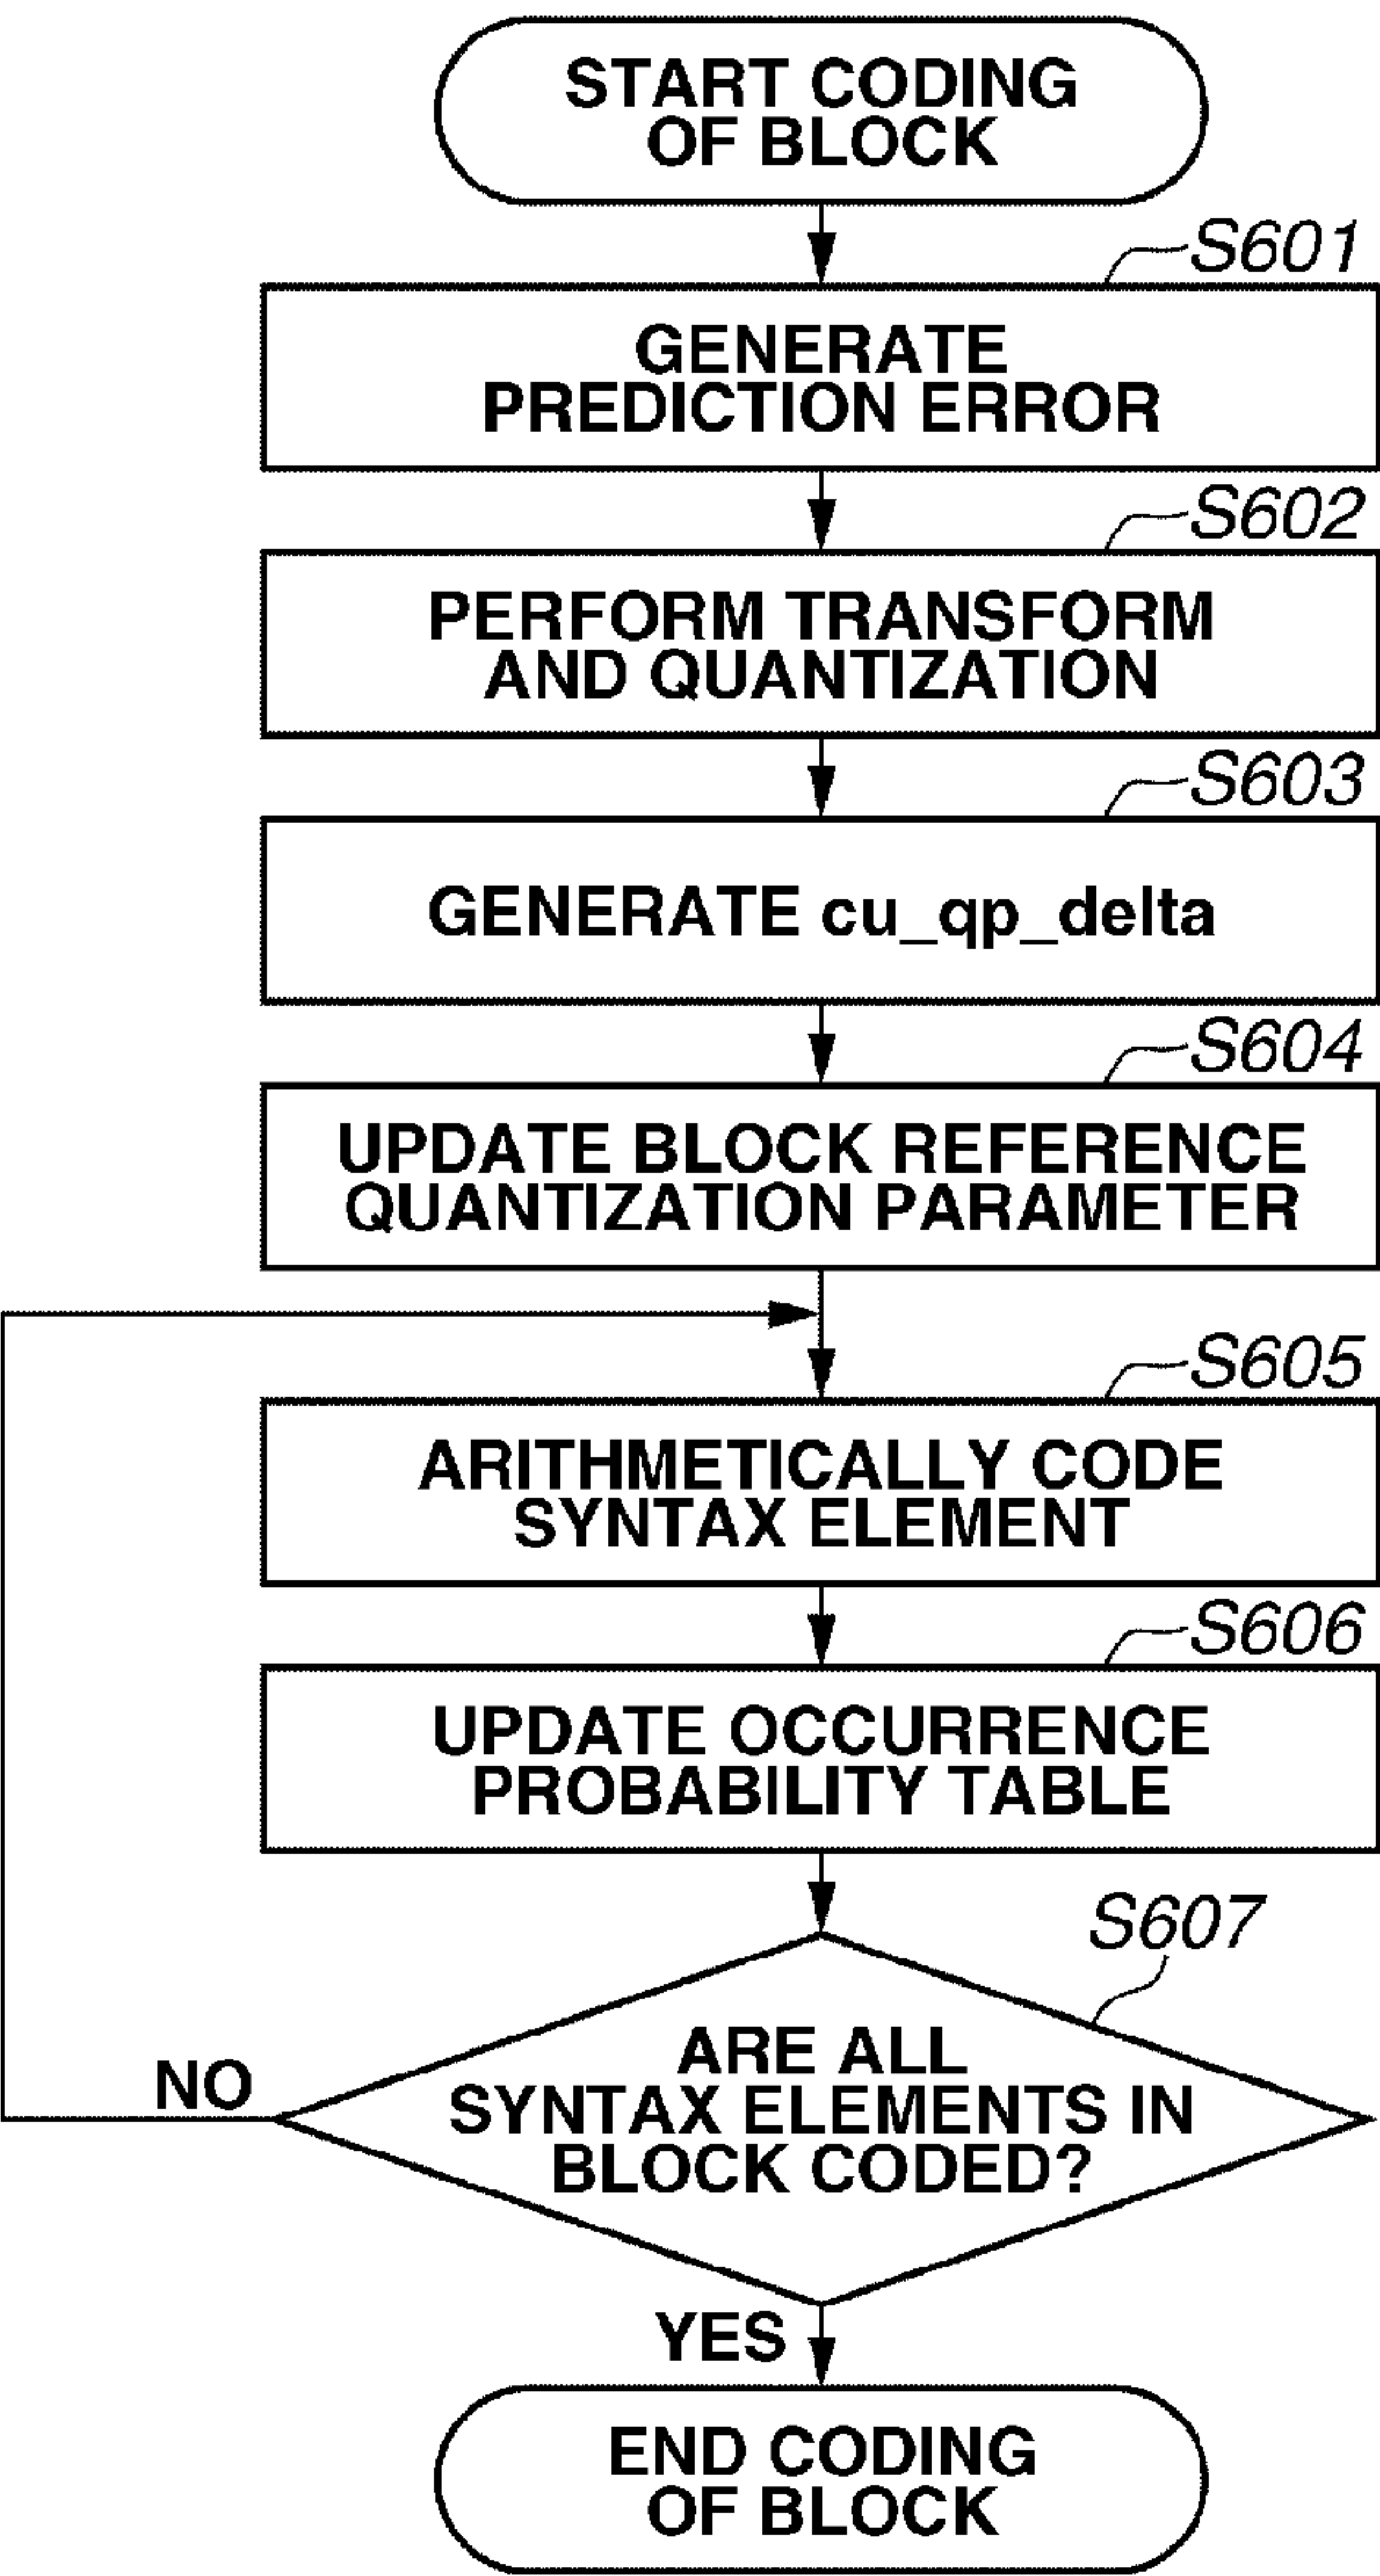 START CODING
OF BLOCK
S601
GENERATE
PREDICTION ERROR
S602
PERFORM TRANSFORM
AND QUANTIZATION
S603
GENERATE cu_qp_delta
S604
UPDATE BLOCK REFERENCE
QUANTIZATION PARAMETER
S605
ARITHMETICALLY CODE
SYNTAX ELEMENT
S606
UPDATE OCCURRENCE
PROBABILITY TABLE
S607
ARE ALL
SYNTAX ELEMENTS IN
BLOCK CODED?
NO
YES
END CODING
OF BLOCK